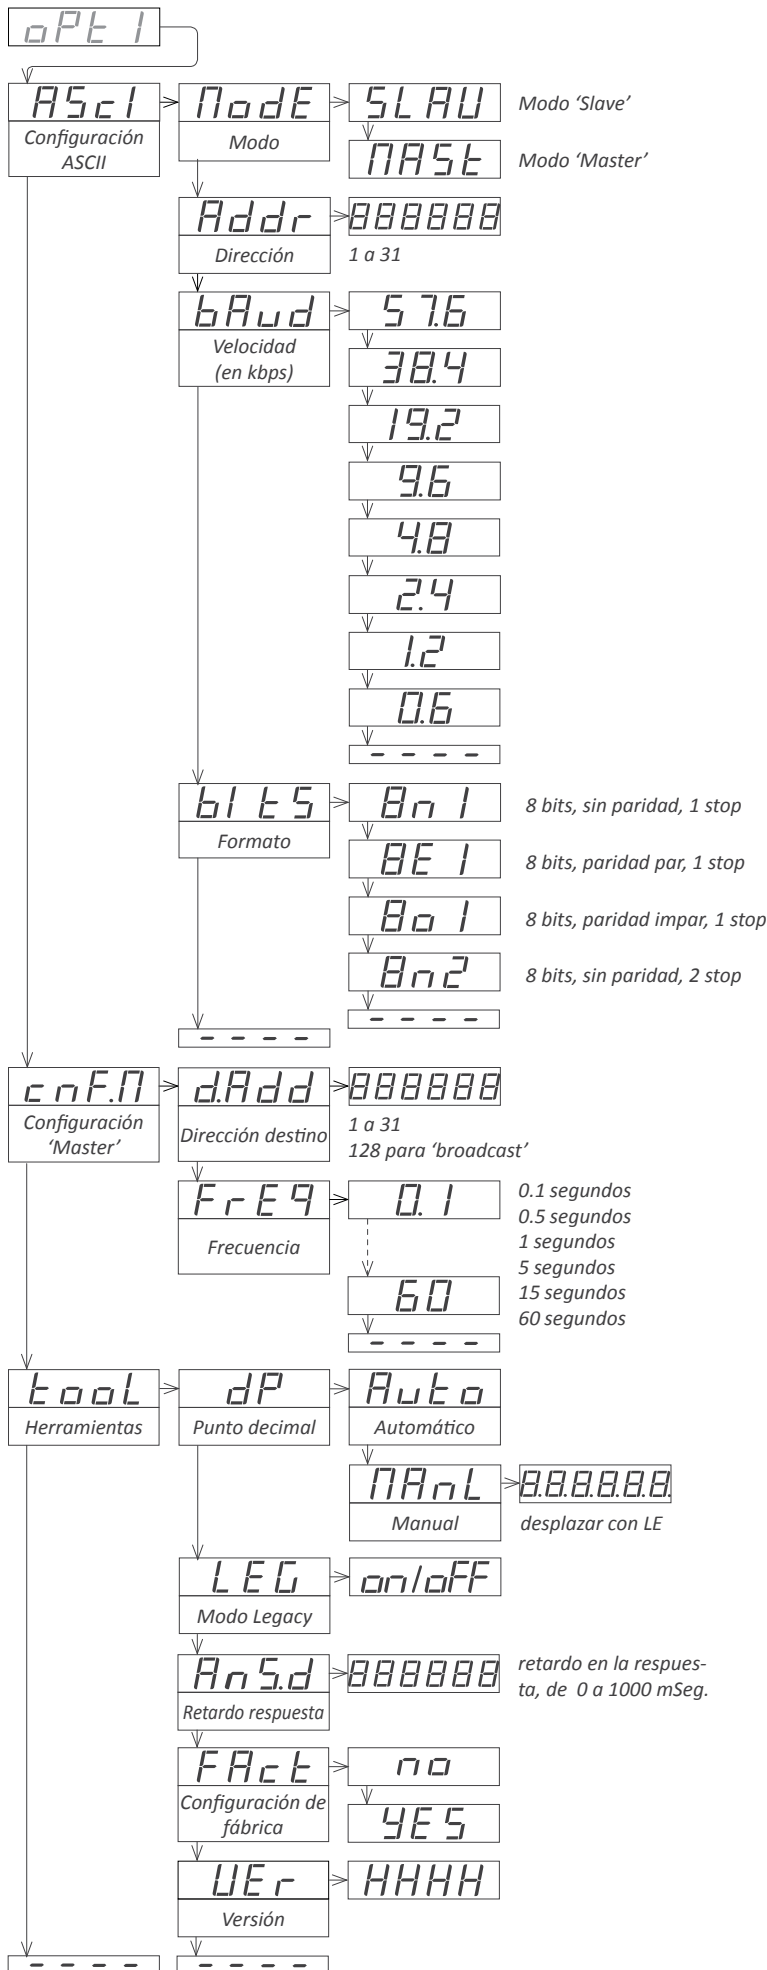 oPt 1
AScI ModE SLAV Modo ‘Slave’
Configuración
ASCII
Modo
MASt Modo ‘Master’
Addr 888888
Dirección 1 a 31
bAud 57.6
Velocidad
(en kbps)
38.4
19.2
9.6
4.8
2.4
1.2
0.6
- - - -
bItS 8n1 8 bits, sin paridad, 1 stop
Formato
8E1 8 bits, paridad par, 1 stop
8o1 8 bits, paridad impar, 1 stop
8n2 8 bits, sin paridad, 2 stop
- - - -
- - - -
cnF.M d.Add 888888
Configuración
‘Master’
Dirección destino
1 a 31
128 para ‘broadcast’
FrEq 0.1
Frecuencia
0.1 segundos
0.5 segundos
1 segundos
5 segundos
15 segundos
60 segundos
60
- - - -
tooL dP Auto
Herramientas Punto decimal Automático
MAnL 8.8.8.8.8.8.
Manual desplazar con LE
LEG on/oFF
Modo Legacy
AnS.d 888888
Retardo respuesta
retardo en la respues-
ta, de 0 a 1000 mSeg.
FAct no
Configuración de
fábrica
YES
VEr HHHH
Versión
- - - - - - - -